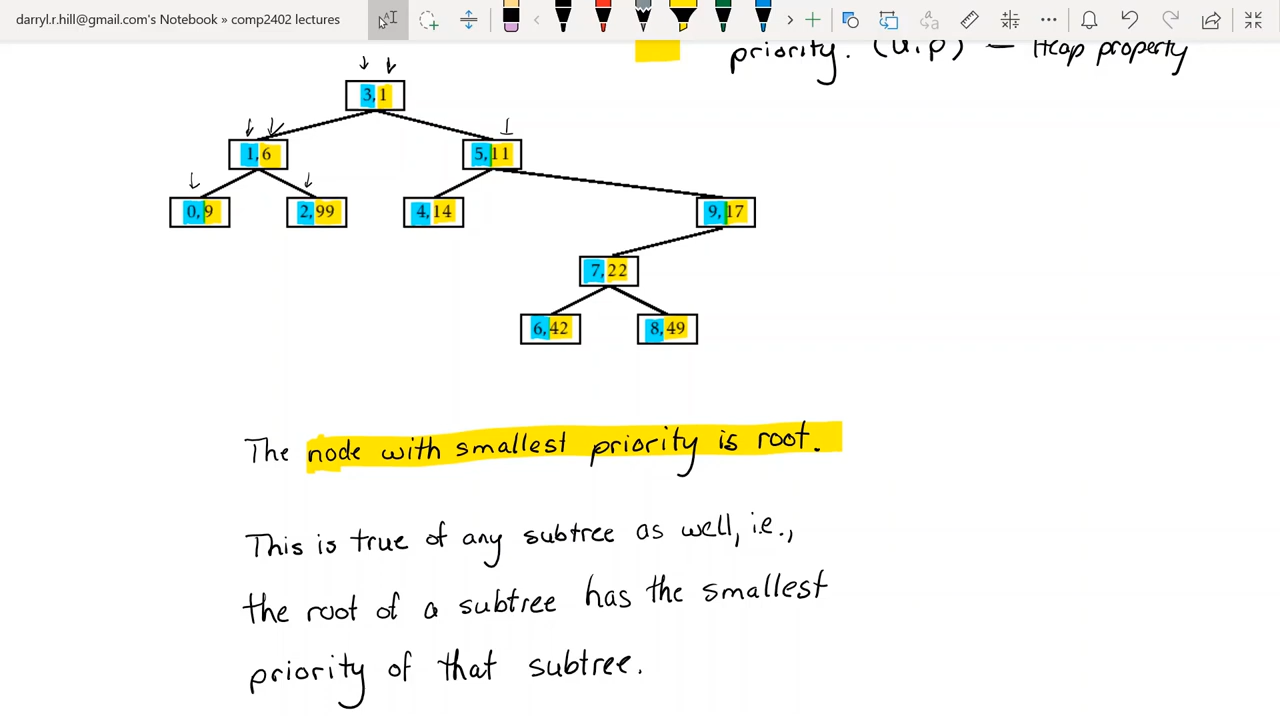 darryl.r.hill@gmail.com's Notebook » comp2402 lectures
priority. (u.p) — Heap property
3,1
1,6
5,11
0,9
2,99
4,14
9,17
7,22
6,42
8,49
The node with smallest priority is root.
This is true of any subtree as well, i.e.,
the root of a subtree has the smallest
priority of that subtree.